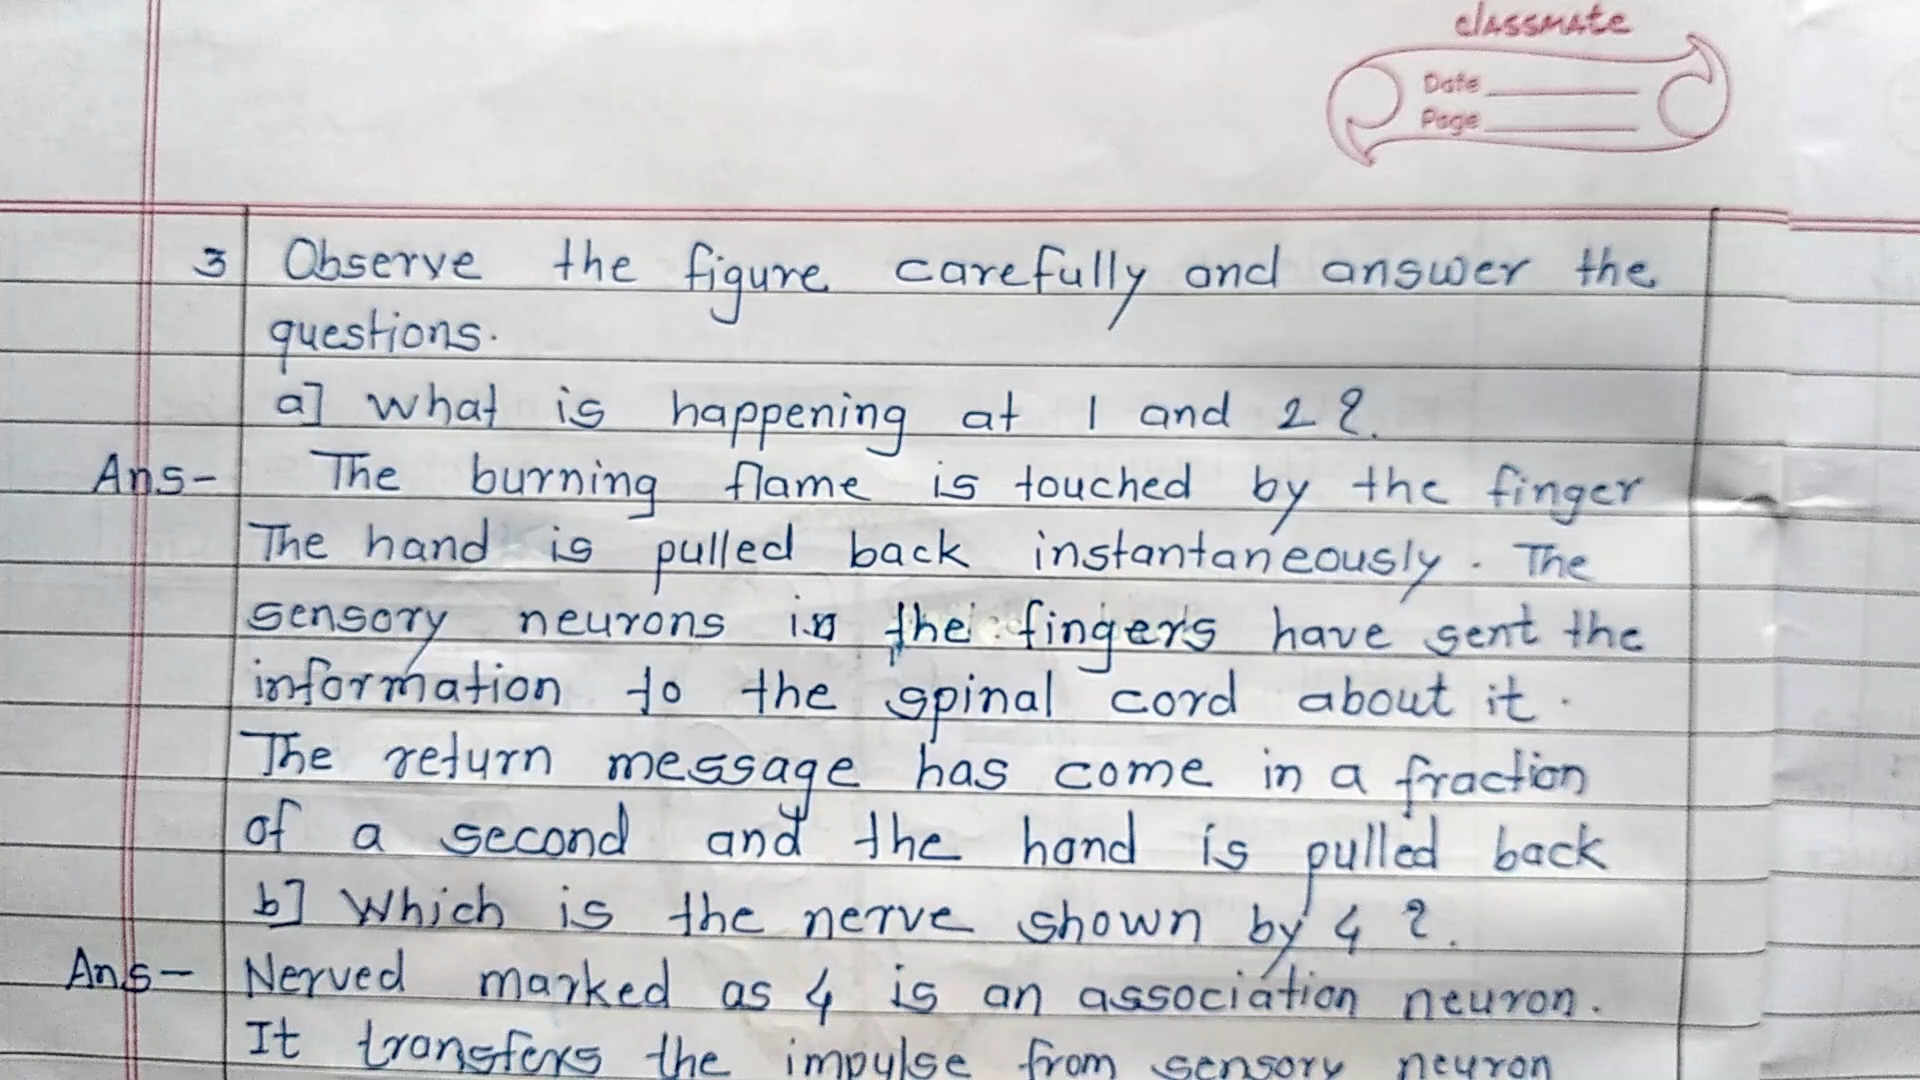 classmate
Date
Page
3 Observe the figure carefully and answer the
questions.
a] What is happening at 1 and 2 ?
Ans- The burning flame is touched by the finger
The hand is pulled back instantaneously. The
sensory neurons in the fingers have sent the
information to the spinal cord about it.
The return message has come in a fraction
of a second and the hand is pulled back
b] Which is the nerve shown by 4 ?
Ans- Nerved marked as 4 is an association neuron.
It transfers the impulse from sensory neuron